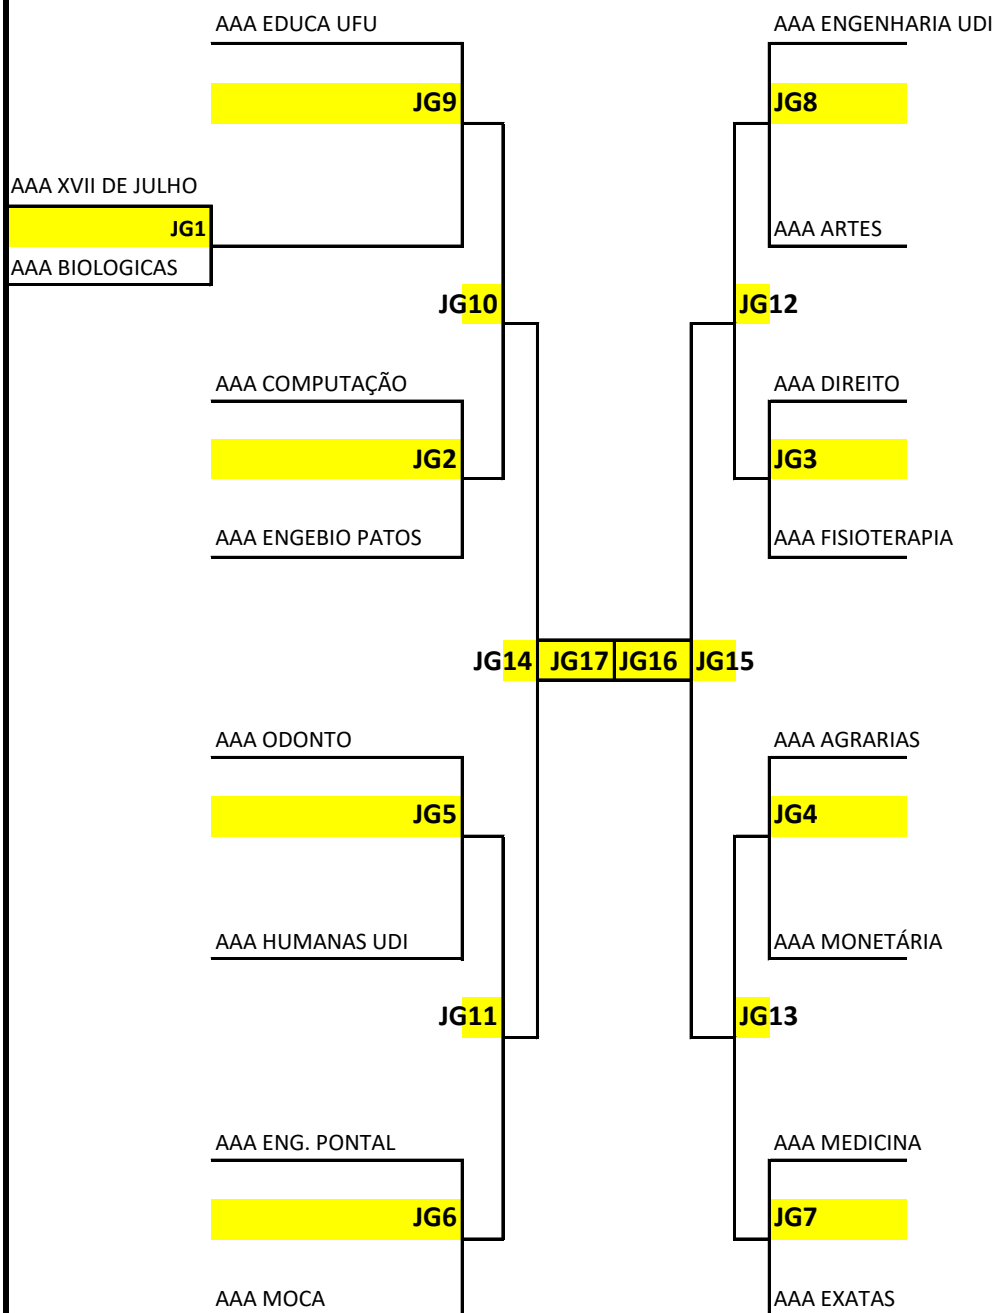 AAA EDUCA UFU
AAA ENGENHARIA UDI
JG9
JG8
AAA XVII DE JULHO
JG1
AAA ARTES
AAA BIOLOGICAS
JG10
JG12
AAA COMPUTAÇÃO
AAA DIREITO
JG2
JG3
AAA ENGEBIO PATOS
AAA FISIOTERAPIA
JG14
JG17
JG16
JG15
AAA ODONTO
AAA AGRARIAS
JG5
JG4
AAA HUMANAS UDI
AAA MONETÁRIA
JG11
JG13
AAA ENG. PONTAL
AAA MEDICINA
JG6
JG7
AAA MOCA
AAA EXATAS